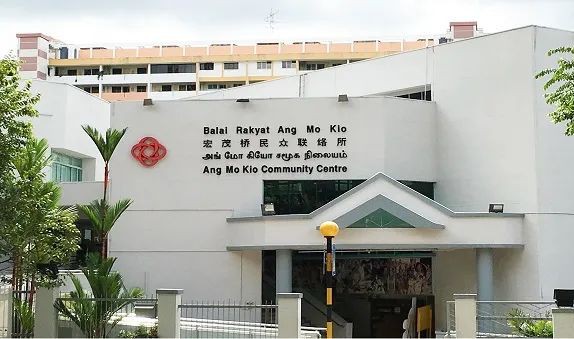 Balai Rakyat Ang Mo Kio
宏茂桥民众联络所
அங் மோ கியோ சமூக நிலையம்
Ang Mo Kio Community Centre